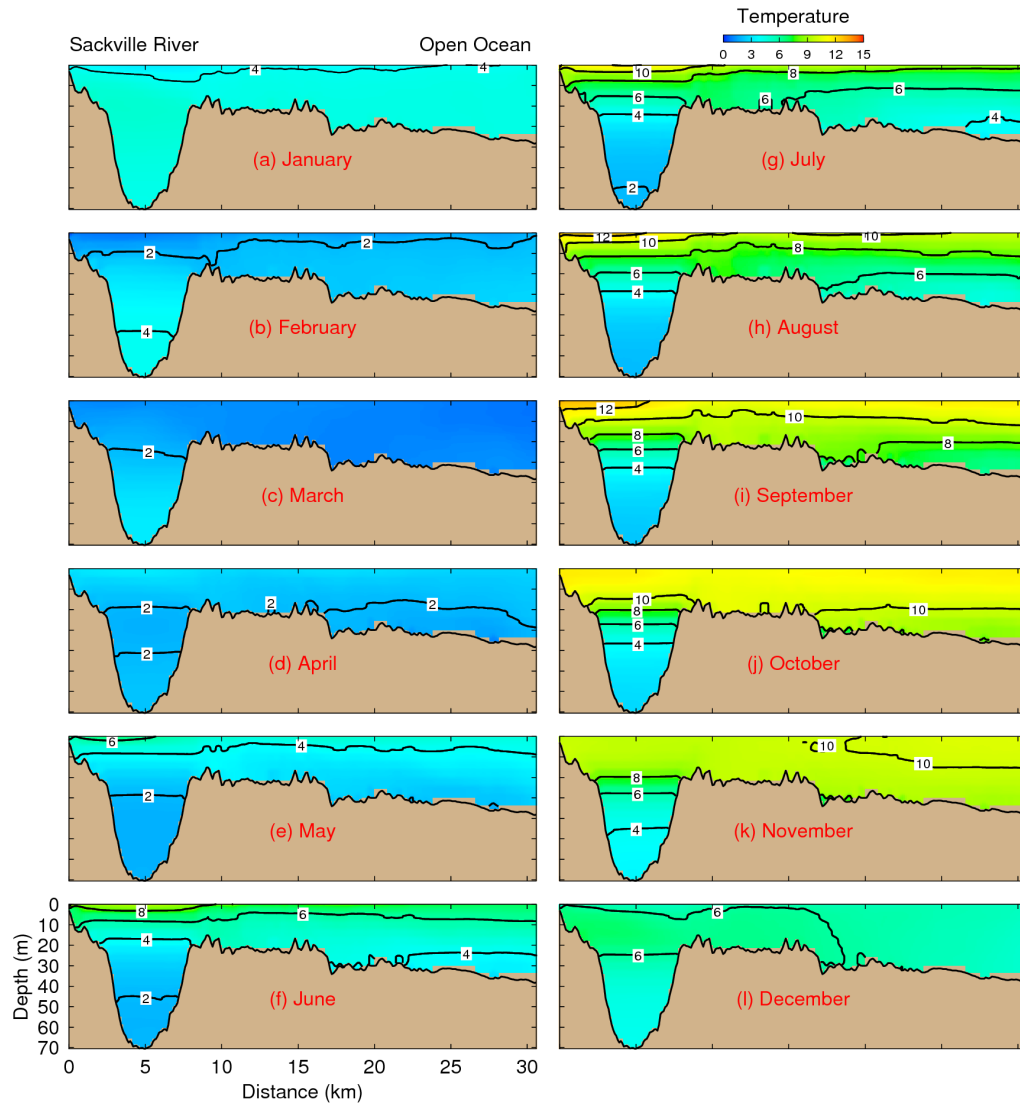 Temperature
Sackville River Open Ocean
0 3 6 9 12 15
4 4
(a) January
10 8
6 6 6
4 4
2
(g) July
2 2
4
(b) February
12 10 10
8
6 6
4
(h) August
2
(c) March
12 10
8 8
6
4
(i) September
2 2 2
2
(d) April
10 10
8
6
4
(j) October
6 4
2
(e) May
10
8 10
6
4
(k) November
8 6
4 4
2
(f) June
6
6
(l) December
Depth (m)
0
10
20
30
40
50
60
70
0 5 10 15 20 25 30
Distance (km)